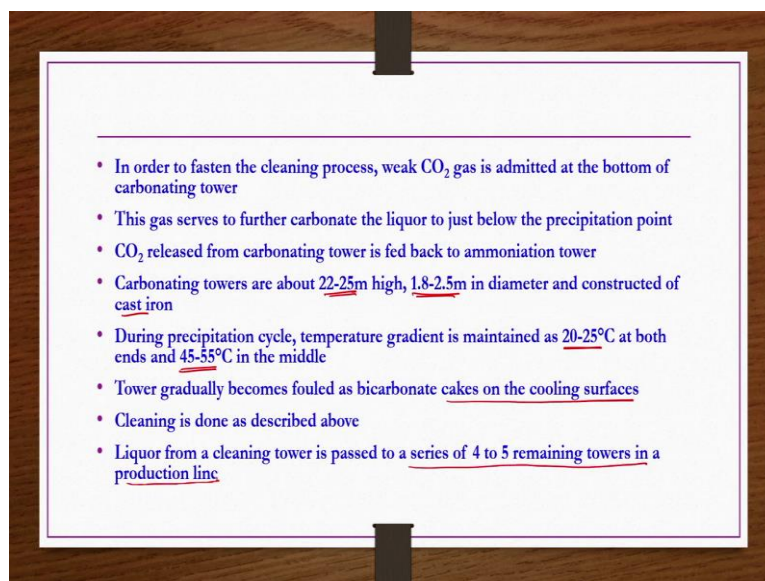 • In order to fasten the cleaning process, weak CO₂ gas is admitted at the bottom of
carbonating tower
• This gas serves to further carbonate the liquor to just below the precipitation point
• CO₂ released from carbonating tower is fed back to ammoniation tower
• Carbonating towers are about 22-25m high, 1.8-2.5m in diameter and constructed of
cast iron
• During precipitation cycle, temperature gradient is maintained as 20-25°C at both
ends and 45-55°C in the middle
• Tower gradually becomes fouled as bicarbonate cakes on the cooling surfaces
• Cleaning is done as described above
• Liquor from a cleaning tower is passed to a series of 4 to 5 remaining towers in a
production line